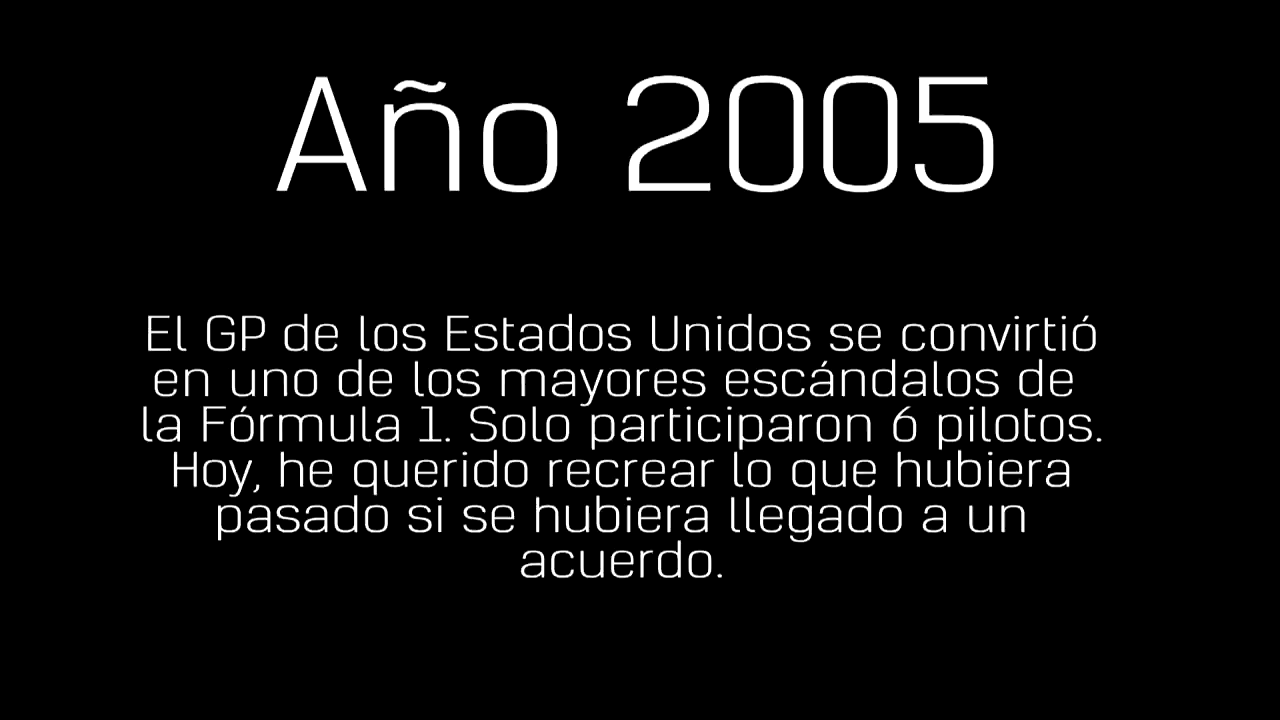 Año 2005
El GP de los Estados Unidos se convirtió
en uno de los mayores escándalos de
la Fórmula 1. Solo participaron 6 pilotos.
Hoy, he querido recrear lo que hubiera
pasado si se hubiera llegado a un
acuerdo.